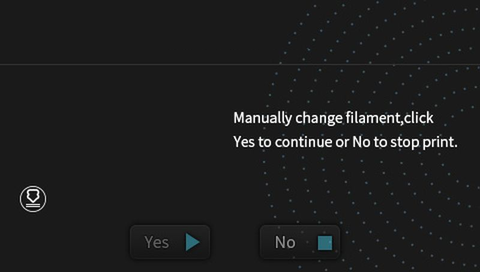 Manually change filament,click
Yes to continue or No to stop print.
Yes
No